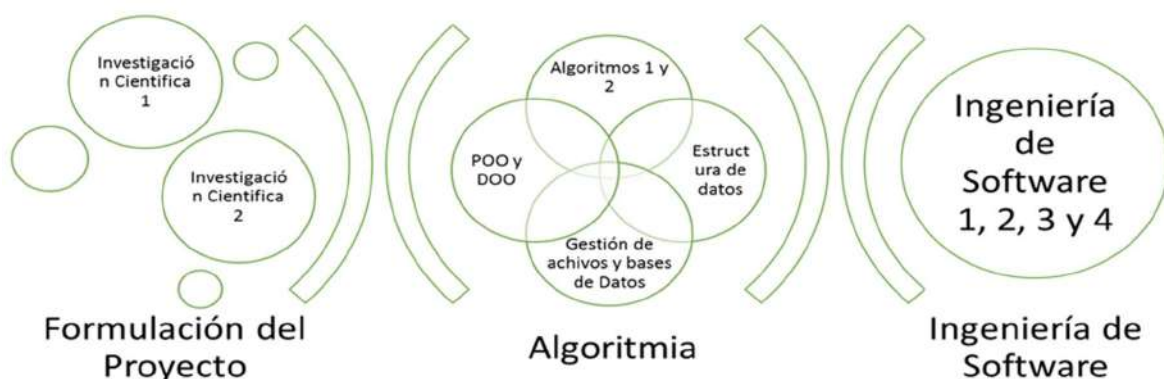 Investigació
n Cientifica
1
Investigació
n Cientifica
2
Formulación del
Proyecto
Algoritmos 1 y
2
POO y
DOO
Estruct
ura de
datos
Gestión de
achivos y bases
de Datos
Algoritmia
Ingeniería
de
Software
1, 2, 3 y 4
Ingeniería de
Software